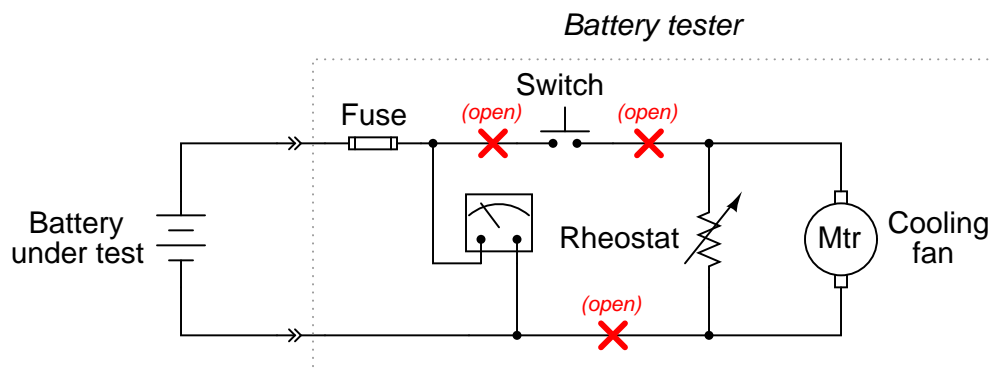 Battery tester
Switch
Fuse
(open)
(open)
Battery
under test
Rheostat
Mtr
Cooling
fan
(open)